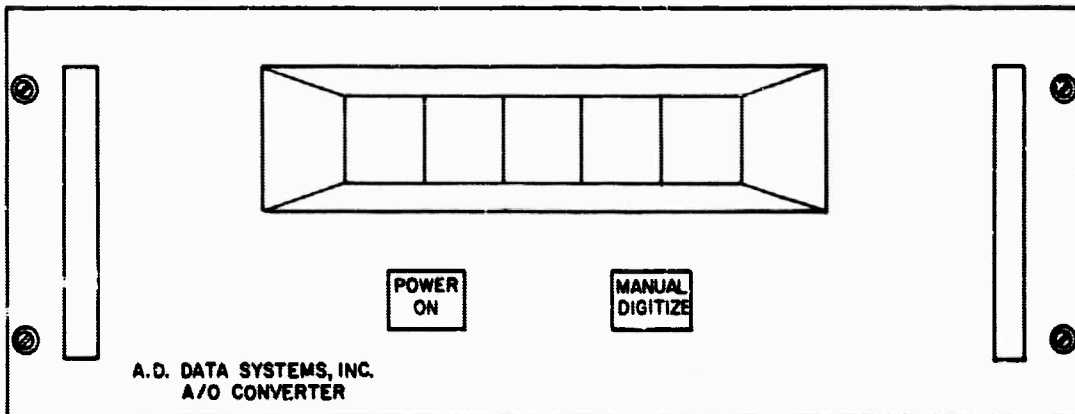 POWER
ON
MANUAL
DIGITIZE
A.D. DATA SYSTEMS, INC.
A/O CONVERTER